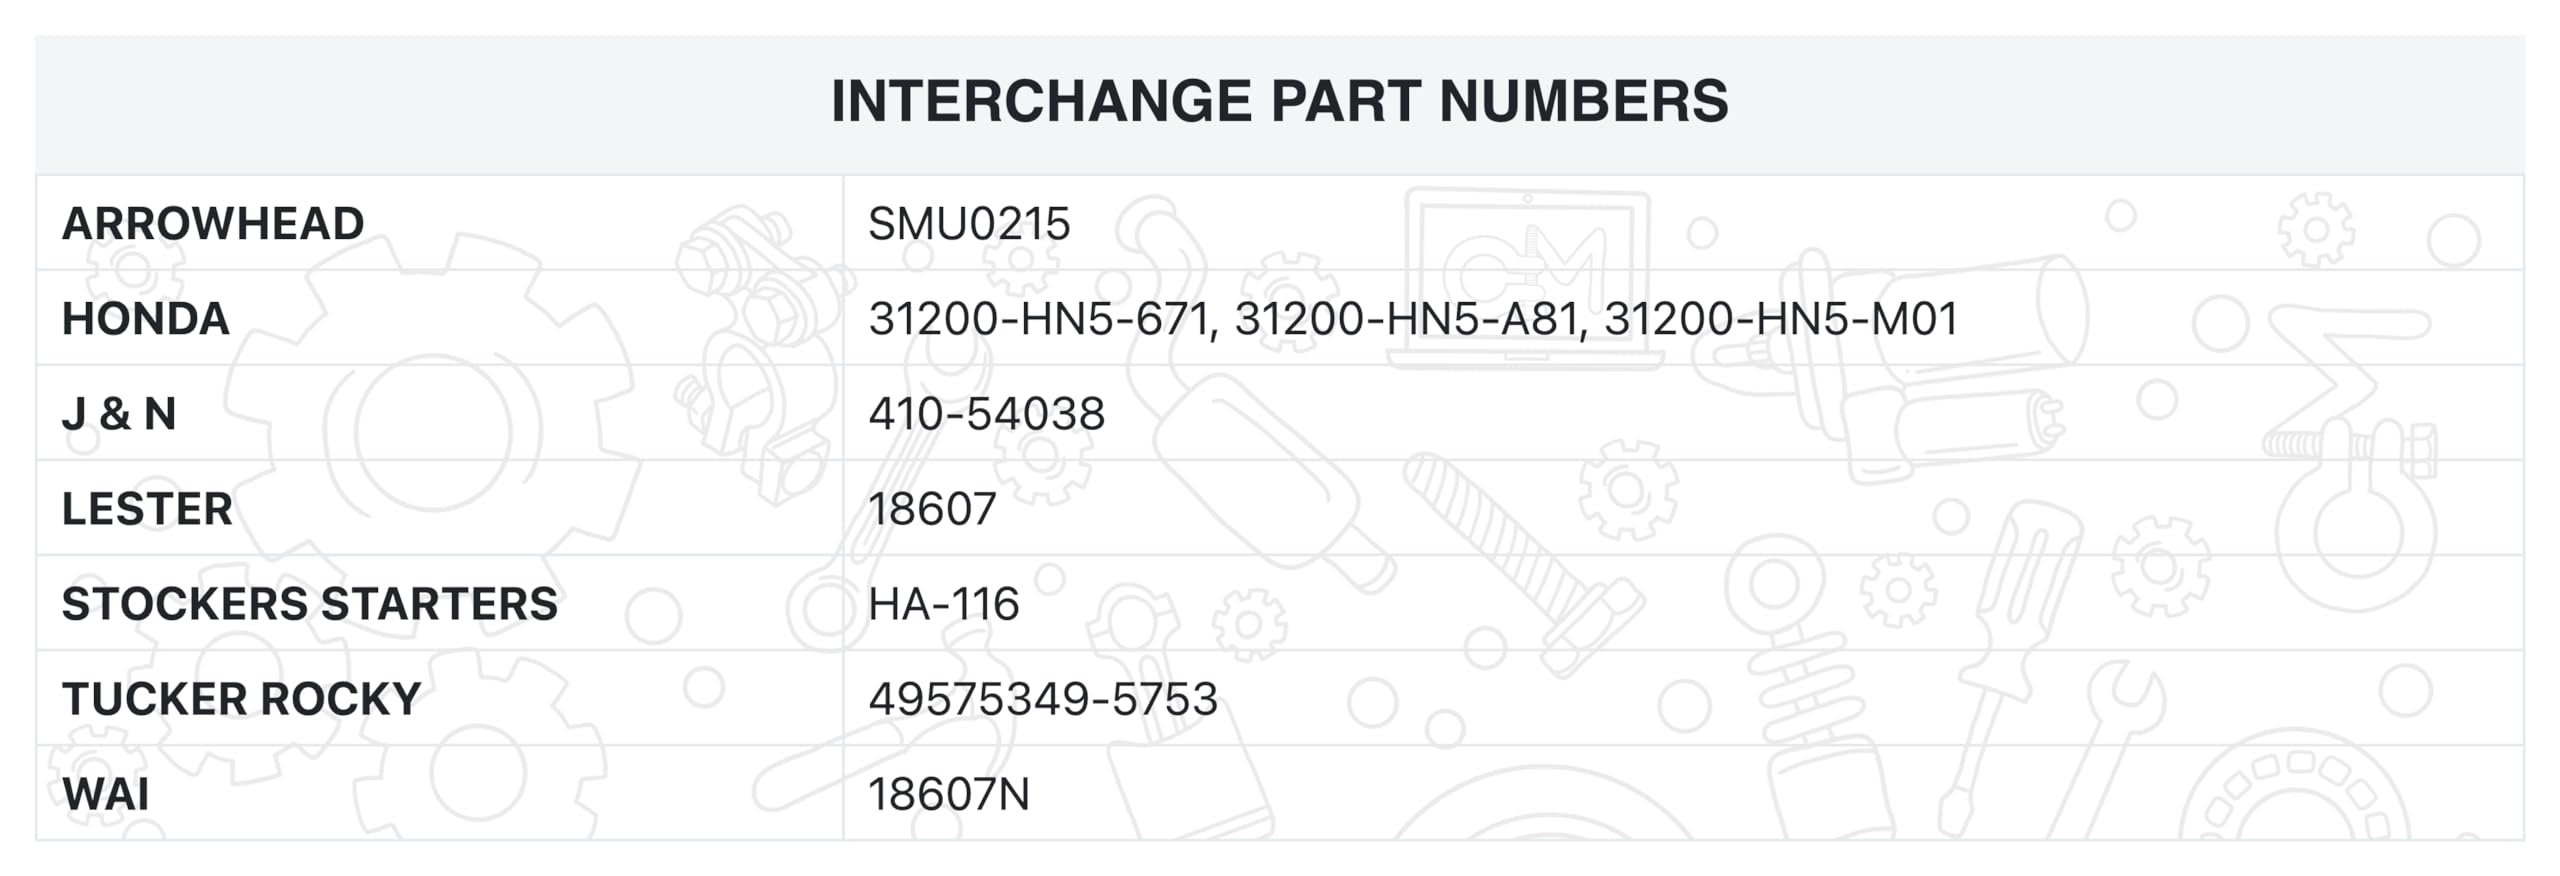 INTERCHANGE PART NUMBERS
ARROWHEAD SMU0215
HONDA 31200-HN5-671, 31200-HN5-A81, 31200-HN5-M01
J & N 410-54038
LESTER 18607
STOCKERS STARTERS HA-116
TUCKER ROCKY 49575349-5753
WAI 18607N